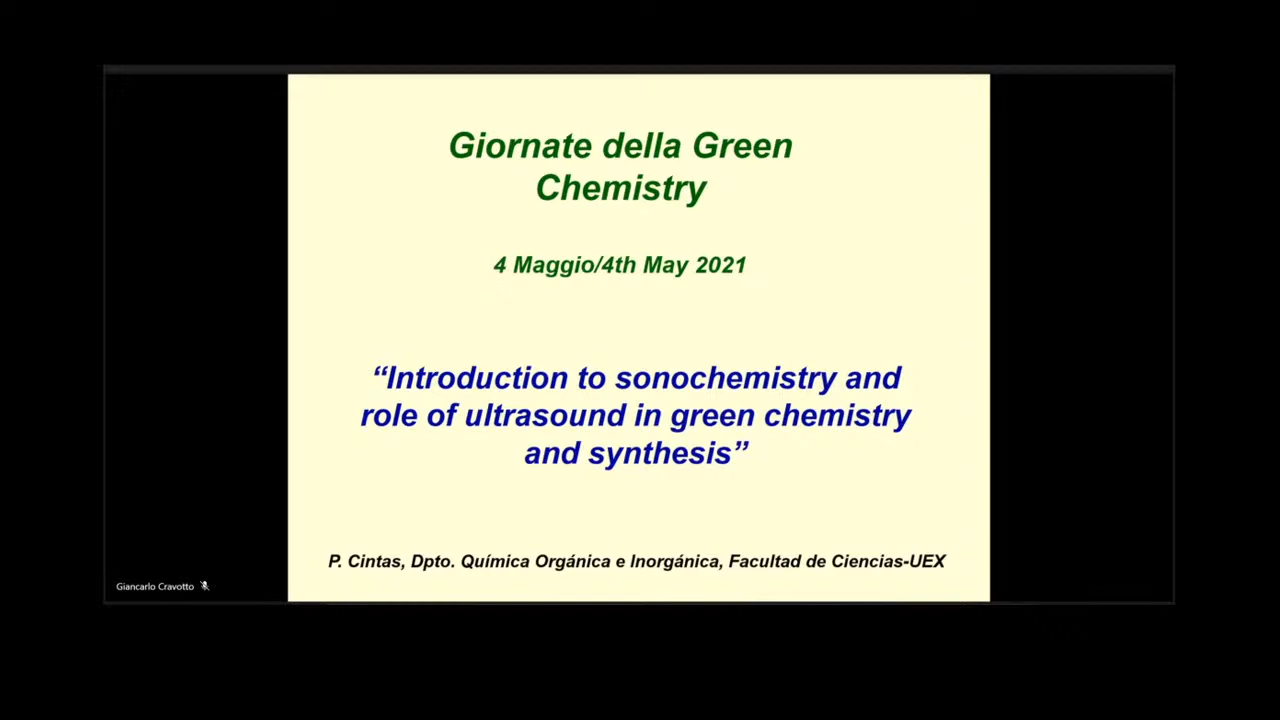 Giornate della Green
Chemistry
4 Maggio/4th May 2021
“Introduction to sonochemistry and
role of ultrasound in green chemistry
and synthesis”
P. Cintas, Dpto. Química Orgánica e Inorgánica, Facultad de Ciencias-UEX
Giancarlo Cravotto